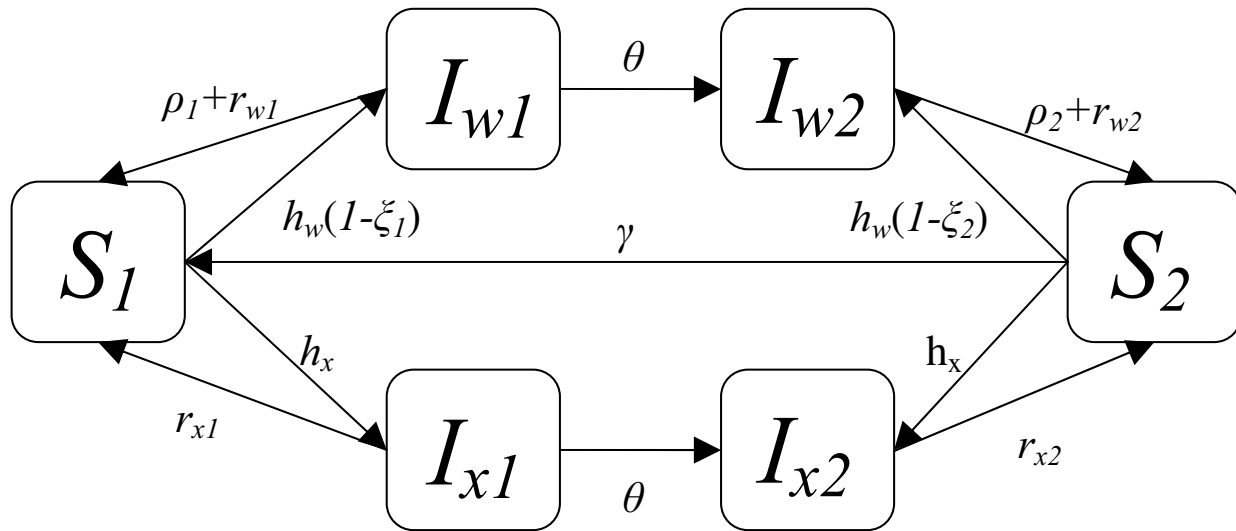 I_w1
θ
I_w2
ρ_1+r_w1
ρ_2+r_w2
S_1
h_w(1-ξ_1)
γ
h_w(1-ξ_2)
S_2
h_x
h_x
r_x1
I_x1
θ
I_x2
r_x2